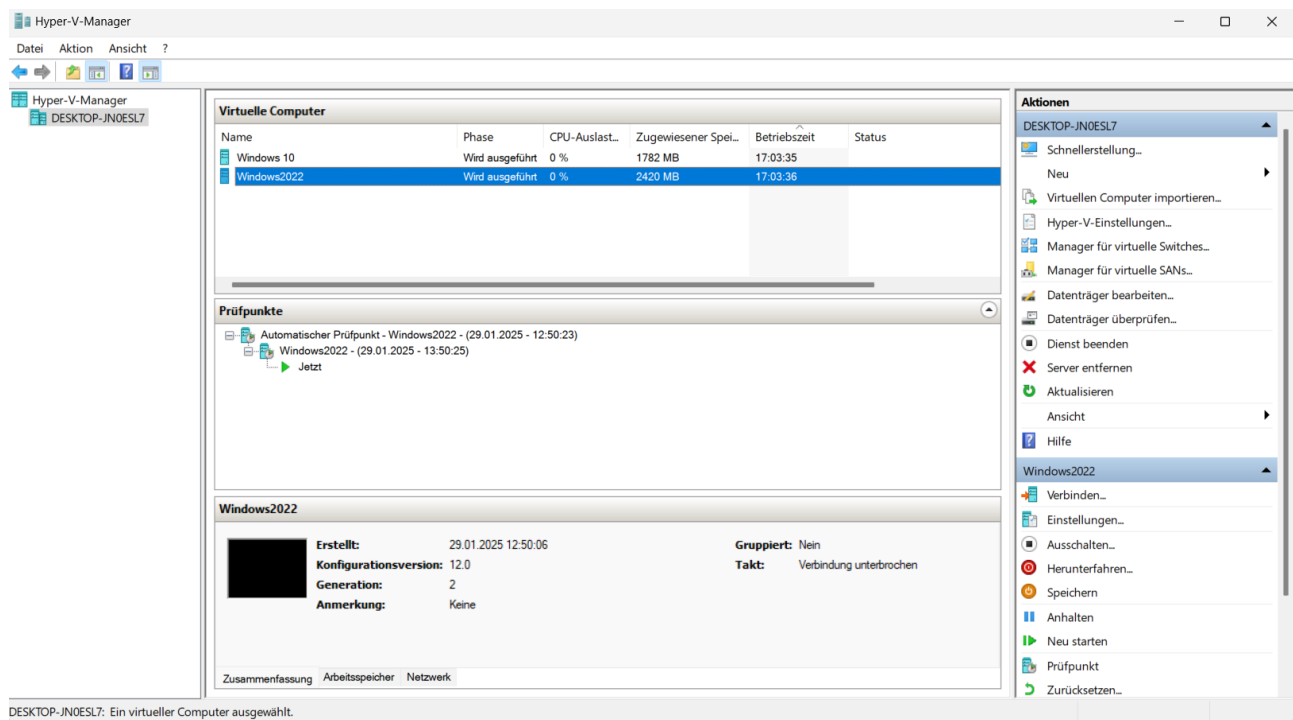 Hyper-V-Manager
Datei Aktion Ansicht ?
Hyper-V-Manager
DESKTOP-JN0ESL7
Virtuelle Computer
Name Phase CPU-Auslast... Zugewiesener Spei... Betriebszeit Status
Windows 10 Wird ausgeführt 0 % 1782 MB 17:03:35
Windows2022 Wird ausgeführt 0 % 2420 MB 17:03:36
Prüfpunkte
Automatischer Prüfpunkt - Windows2022 - (29.01.2025 - 12:50:23)
Windows2022 - (29.01.2025 - 13:50:25)
Jetzt
Windows2022
Erstellt: 29.01.2025 12:50:06 Gruppiert: Nein
Konfigurationsversion: 12.0 Takt: Verbindung unterbrochen
Generation: 2
Anmerkung: Keine
Zusammenfassung Arbeitsspeicher Netzwerk
Aktionen
DESKTOP-JN0ESL7
Schnellerstellung...
Neu
Virtuellen Computer importieren...
Hyper-V-Einstellungen...
Manager für virtuelle Switches...
Manager für virtuelle SANs...
Datenträger bearbeiten...
Datenträger überprüfen...
Dienst beenden
Server entfernen
Aktualisieren
Ansicht
Hilfe
Windows2022
Verbinden...
Einstellungen...
Ausschalten...
Herunterfahren...
Speichern
Anhalten
Neu starten
Prüfpunkt
Zurücksetzen...
DESKTOP-JN0ESL7: Ein virtueller Computer ausgewählt.